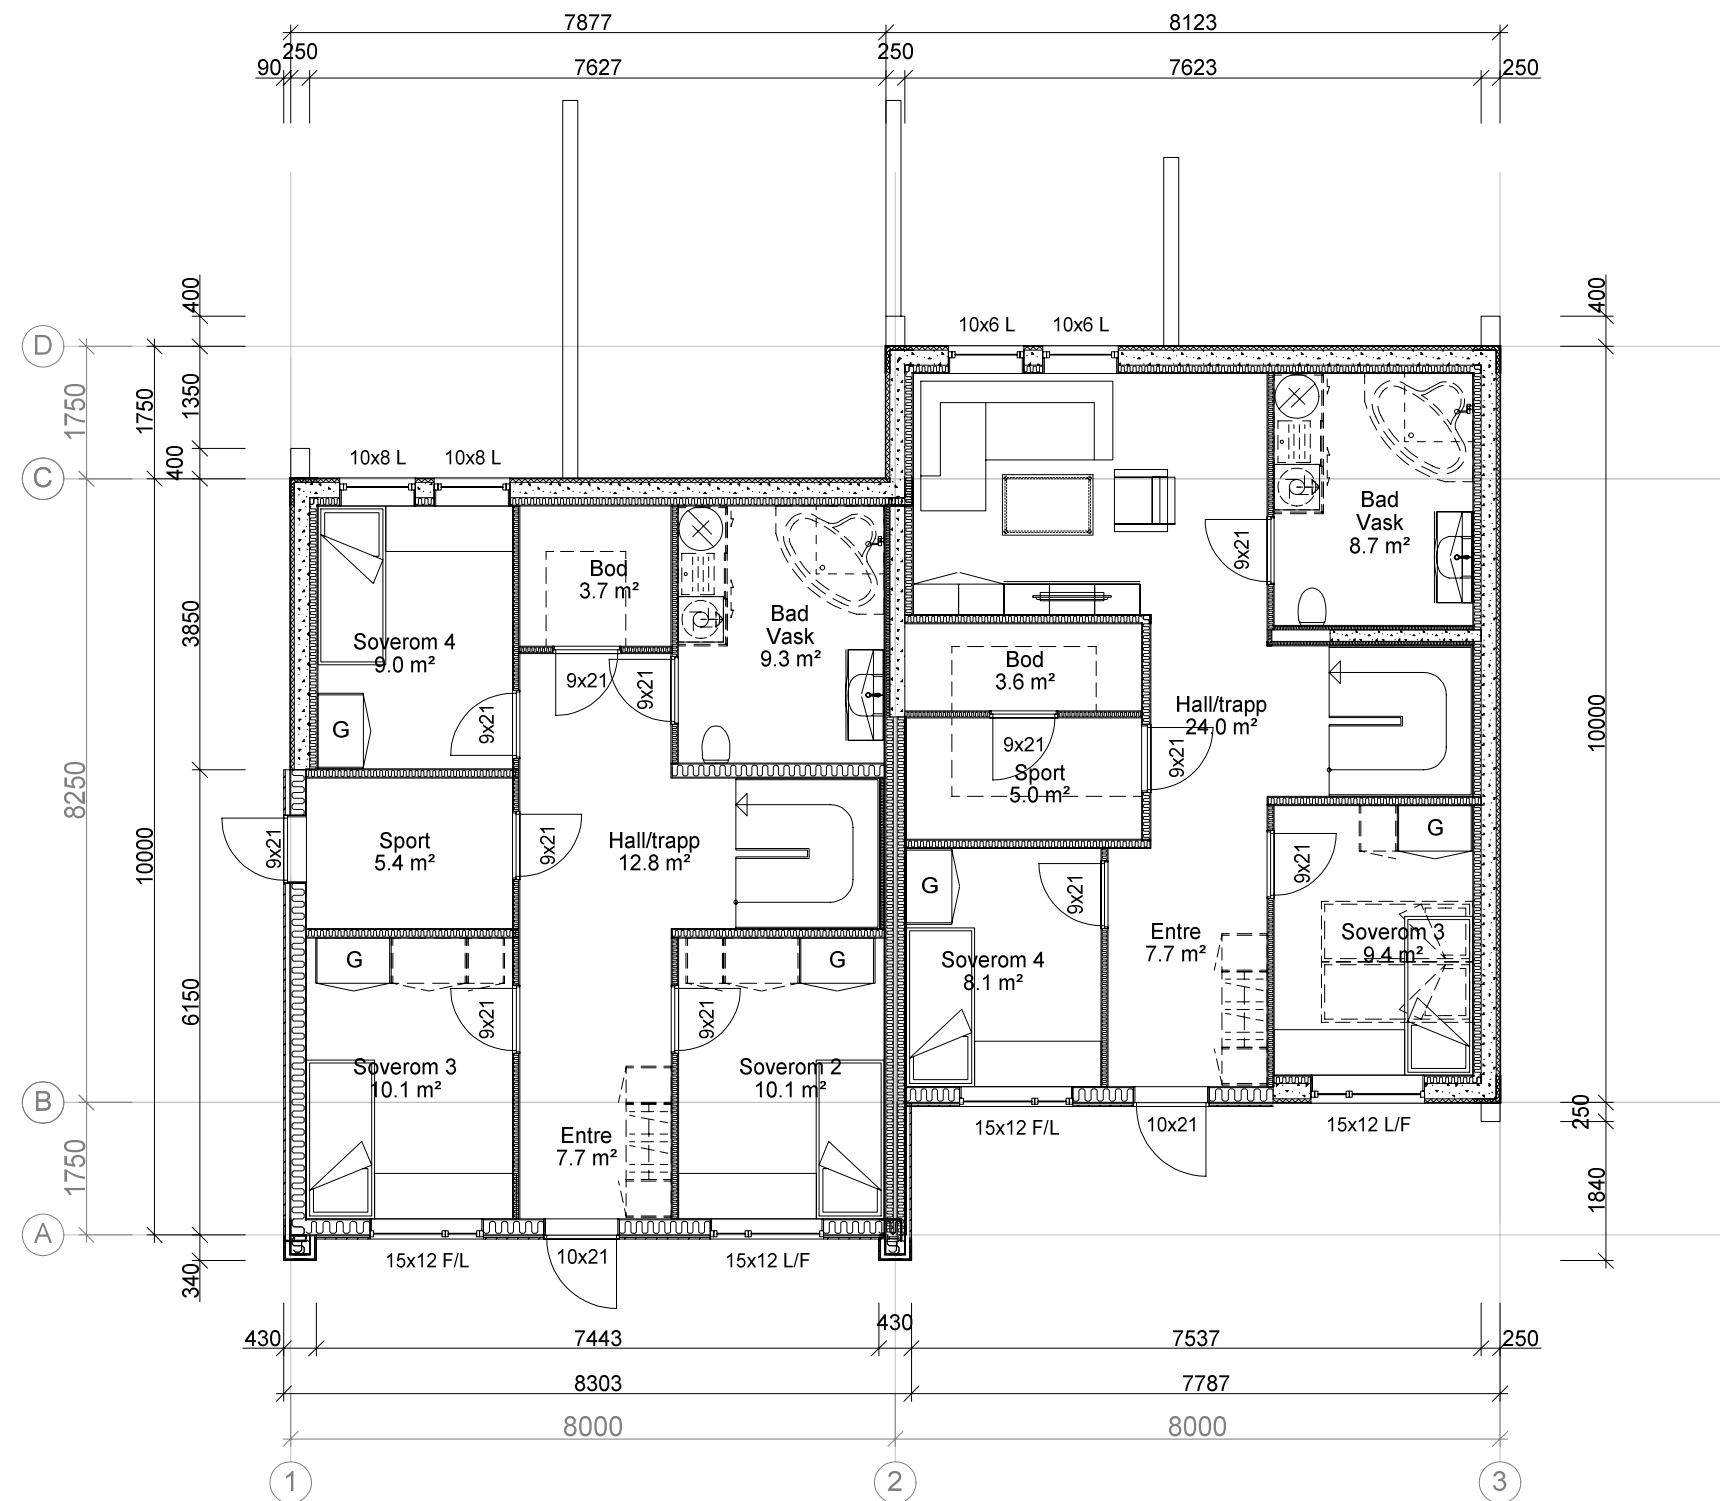 7877
8123
90
250
7627
250
7623
250
400
1350
400
3850
6150
340
1750
10000
1750
8250
1750
D
C
B
A
400
10000
250
1840
10x6 L
10x6 L
10x8 L
10x8 L
Bad
Vask
8.7 m²
9x21
Bod
3.7 m²
Bad
Vask
9.3 m²
Soverom 4
9.0 m²
9x21
9x21
9x21
G
Bod
3.6 m²
Hall/trapp
24.0 m²
9x21
9x21
Sport
5.0 m²
Sport
5.4 m²
9x21
9x21
Hall/trapp
12.8 m²
G
9x21
G
9x21
Soverom 4
8.1 m²
Entre
7.7 m²
Soverom 3
9.4 m²
G
G
9x21
9x21
Soverom 3
10.1 m²
Soverom 2
10.1 m²
Entre
7.7 m²
15x12 F/L
10x21
15x12 L/F
15x12 F/L
10x21
15x12 L/F
430
7443
430
7537
250
8303
7787
8000
8000
1
2
3